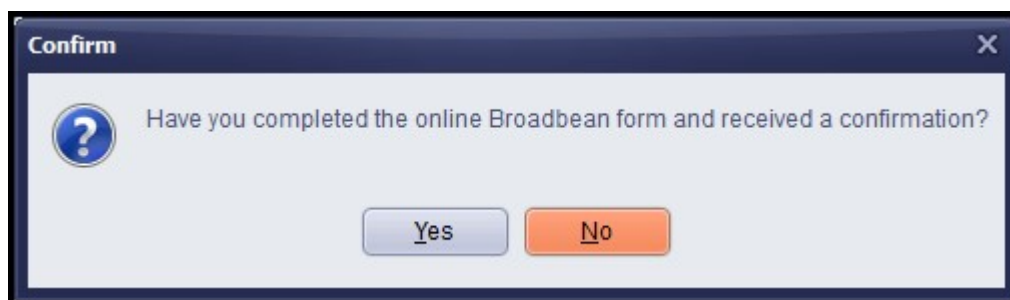 Confirm
Have you completed the online Broadbean form and received a confirmation?
Yes
No